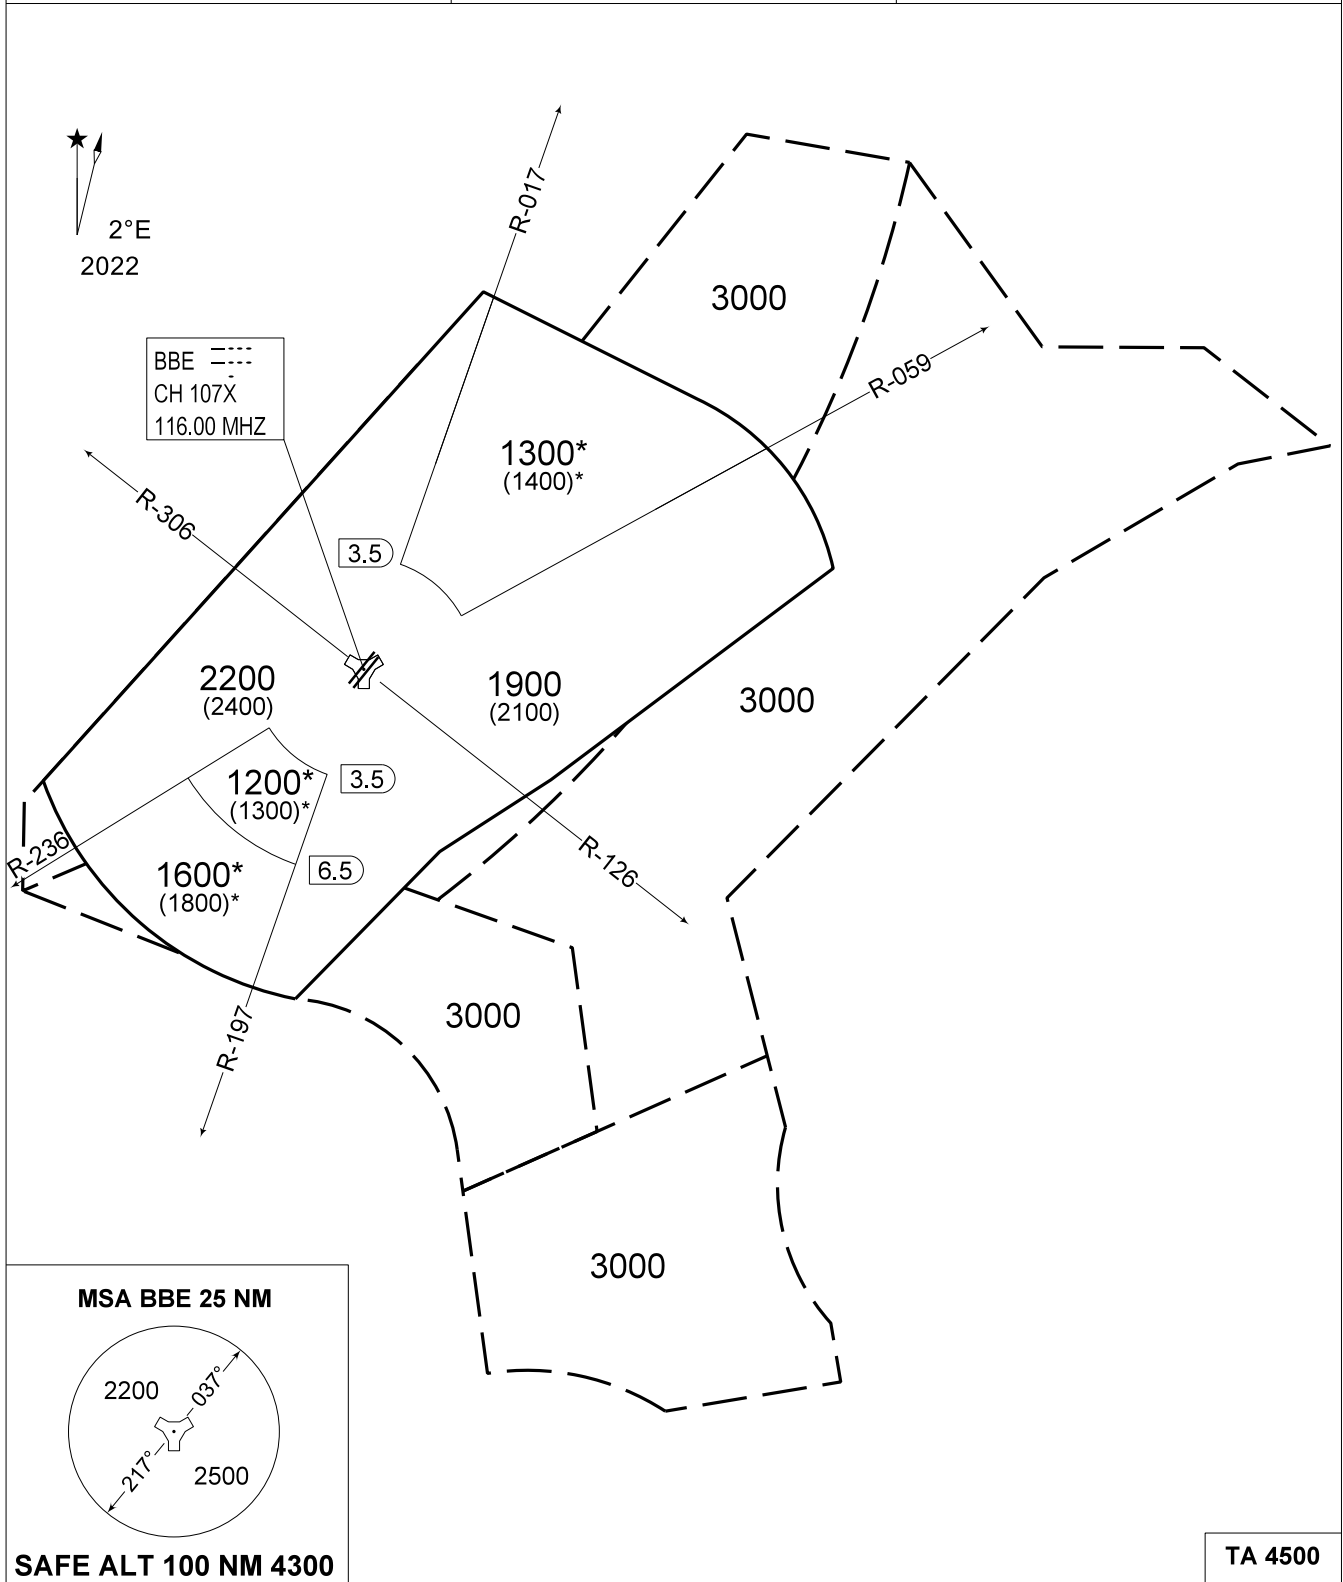 2°E
2022
R-017
3000
R-059
BBE
CH 107X
116.00 MHZ
1300*
(1400)*
R-306
3.5
2200
(2400)
1900
(2100)
3000
1200*
(1300)*
3.5
R-236
1600*
(1800)*
6.5
R-126
3000
R-197
3000
MSA BBE 25 NM
2200
037°
217°
2500
SAFE ALT 100 NM 4300
TA 4500